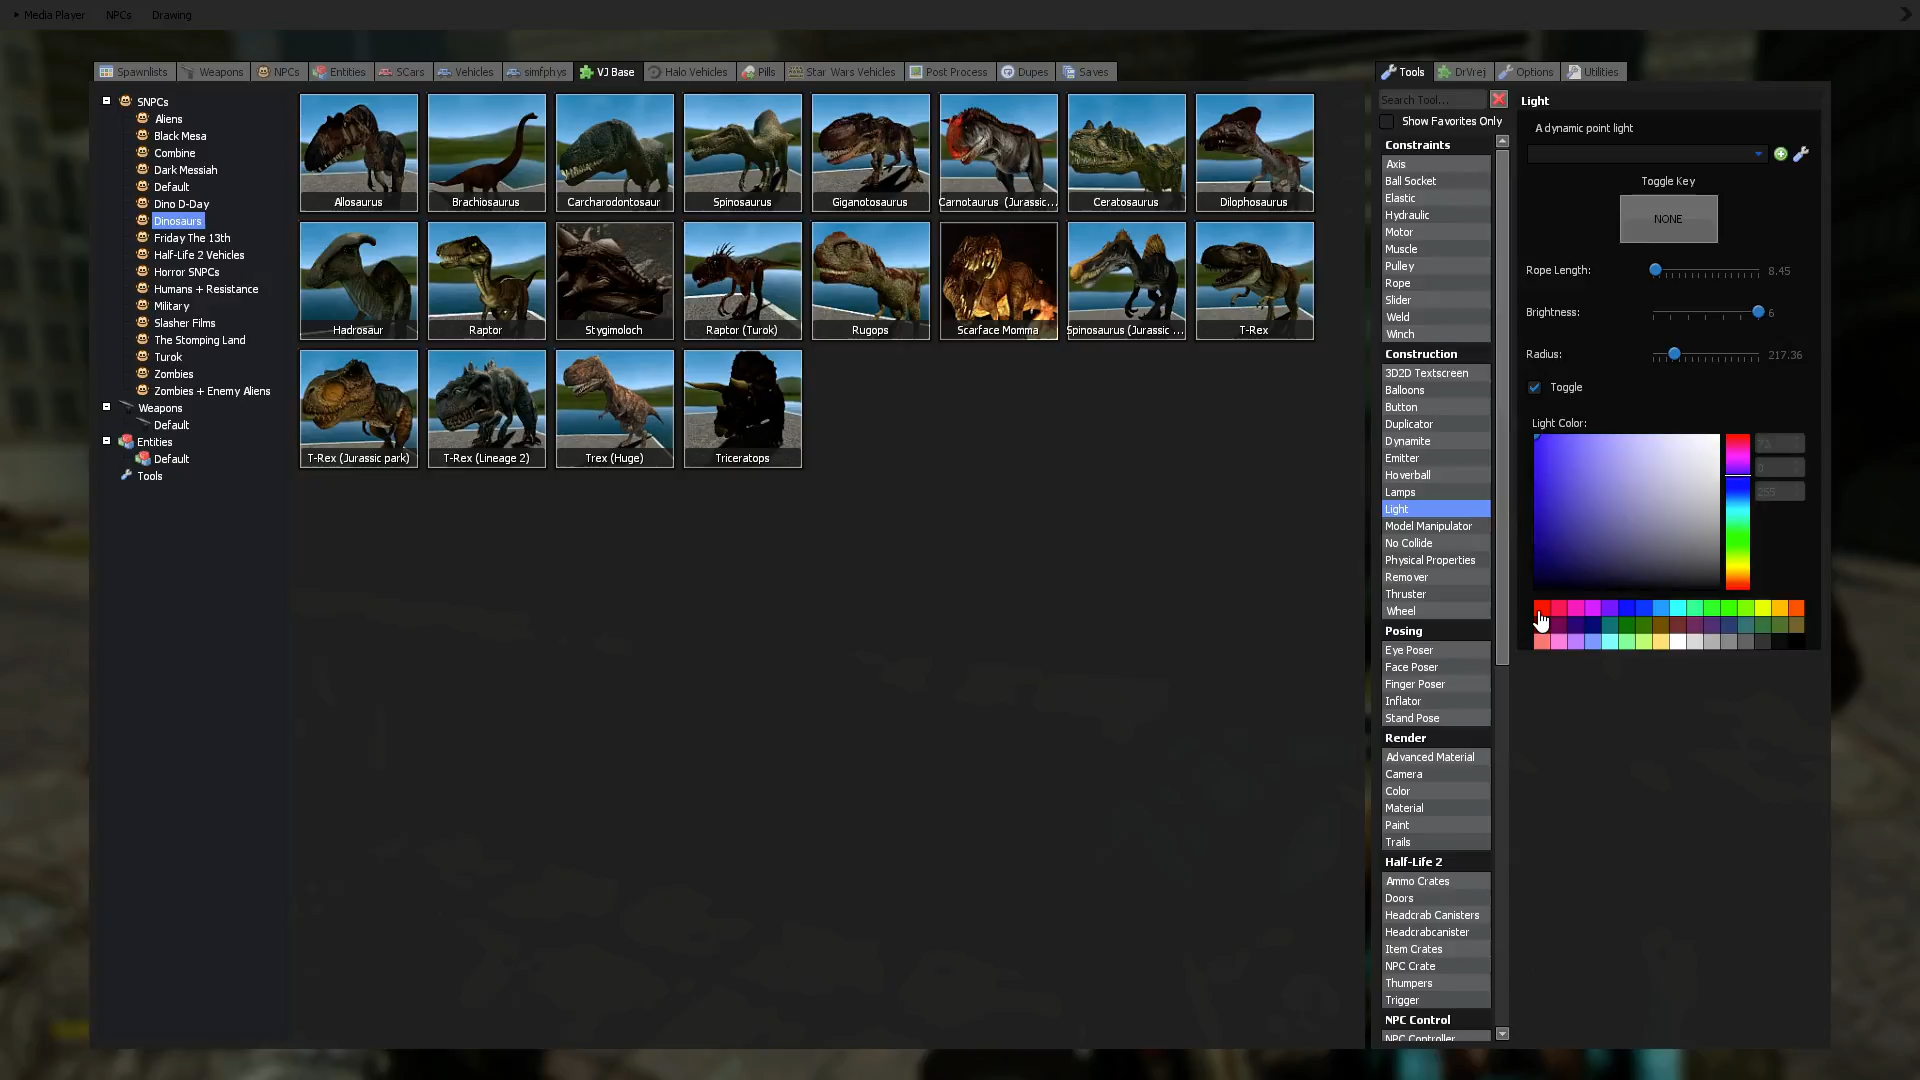 Media Player NPCs Drawing
Spawnlists Weapons NPCs Entities SCars Vehicles simfphys VJ Base Halo Vehicles Pills Star Wars Vehicles Post Process Dupes Saves
SNPCs
Aliens
Black Mesa
Combine
Dark Messiah
Default
Dino D-Day
Dinosaurs
Friday The 13th
Half-Life 2 Vehicles
Horror SNPCs
Humans + Resistance
Military
Slasher Films
The Stomping Land
Turok
Zombies
Zombies + Enemy Aliens
Weapons
Default
Entities
Default
Tools
Allosaurus Brachiosaurus Carcharodontosaur Spinosaurus Giganotosaurus Carnotaurus (Jurassic... Ceratosaurus Dilophosaurus
Hadrosaur Raptor Stygimoloch Raptor (Turok) Rugops Scarface Momma Spinosaurus (Jurassic ... T-Rex
T-Rex (Jurassic park) T-Rex (Lineage 2) Trex (Huge) Triceratops
Tools DrVrej Options Utilities
Search Tool...
Show Favorites Only
Constraints
Axis
Ball Socket
Elastic
Hydraulic
Motor
Muscle
Pulley
Rope
Slider
Weld
Winch
Construction
3D2D Textscreen
Balloons
Button
Duplicator
Dynamite
Emitter
Hoverball
Lamps
Light
Model Manipulator
No Collide
Physical Properties
Remover
Thruster
Wheel
Posing
Eye Poser
Face Poser
Finger Poser
Inflator
Stand Pose
Render
Advanced Material
Camera
Color
Material
Paint
Trails
Half-Life 2
Ammo Crates
Doors
Headcrab Canisters
Headcrabcanister
Item Crates
NPC Crate
Thumpers
Trigger
NPC Control
NPC Controller
Light
A dynamic point light
Toggle Key
NONE
Rope Length: 8.45
Brightness: 6
Radius: 217.36
Toggle
Light Color:
73
0
255